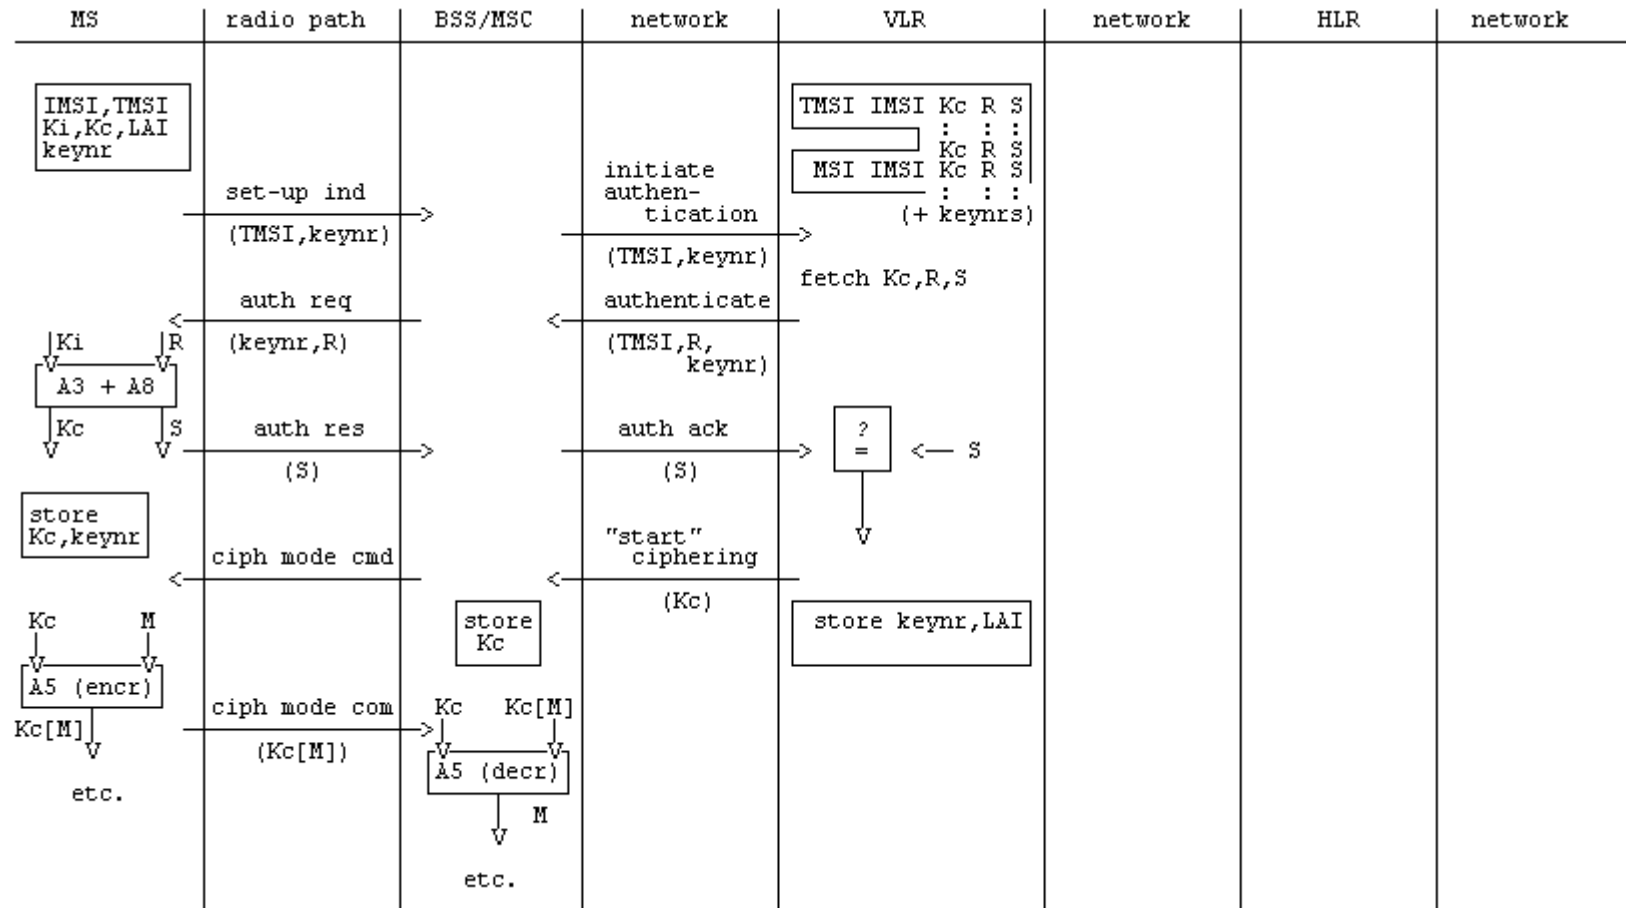 MS radio path BSS/MSC network VLR network HLR network
IMSI,TMSI
Ki,Kc,LAI
keynr
TMSI IMSI Kc R S
: : :
Kc R S
MSI IMSI Kc R S
: : :
(+ keynrs)
set-up ind
(TMSI,keynr)
initiate
authen-
tication
(TMSI,keynr)
fetch Kc,R,S
auth req
(keynr,R)
authenticate
(TMSI,R,
keynr)
Ki R
A3 + A8
Kc S
auth res
(S)
auth ack
(S)
?
=
S
store
Kc,keynr
ciph mode cmd
"start"
ciphering
(Kc)
store
Kc
store keynr,LAI
Kc M
A5 (encr)
Kc[M]
etc.
ciph mode com
(Kc[M])
Kc Kc[M]
A5 (decr)
M
etc.